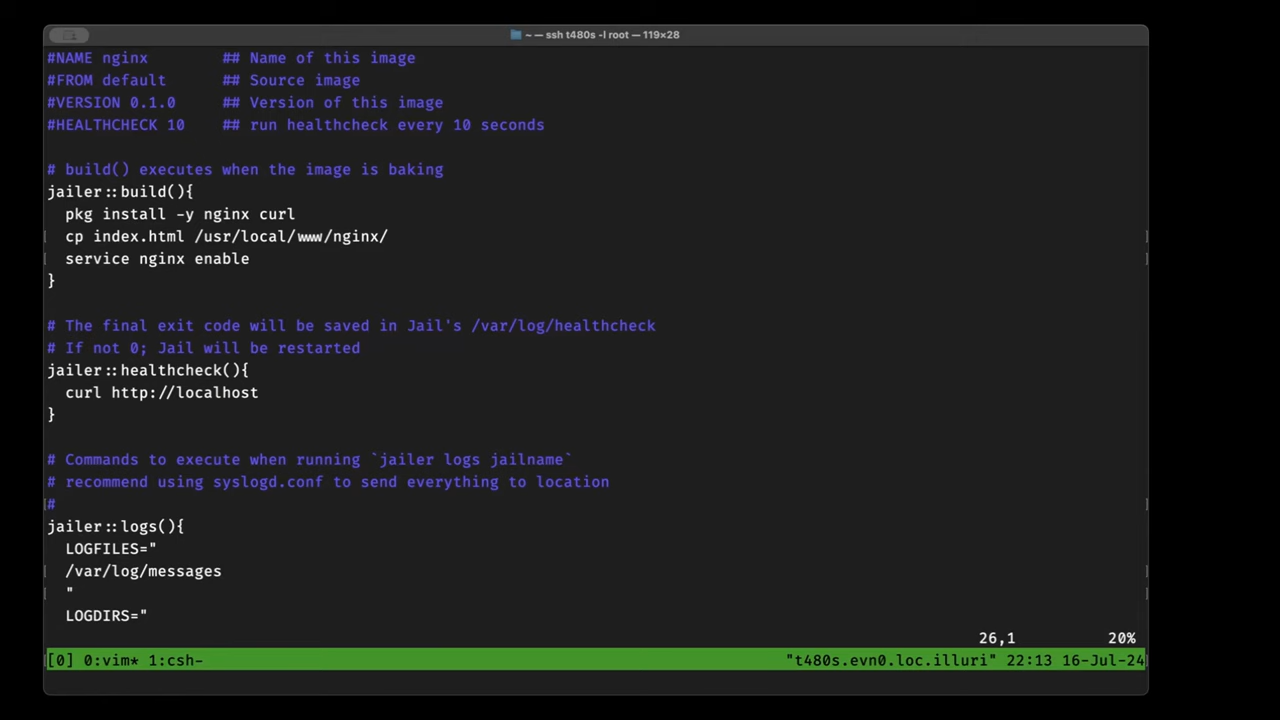 ~ — ssh t480s -l root — 119×28
#NAME nginx        ## Name of this image
#FROM default      ## Source image
#VERSION 0.1.0     ## Version of this image
#HEALTHCHECK 10    ## run healthcheck every 10 seconds
# build() executes when the image is baking
jailer::build(){
  pkg install -y nginx curl
  cp index.html /usr/local/www/nginx/
  service nginx enable
}
# The final exit code will be saved in Jail's /var/log/healthcheck
# If not 0; Jail will be restarted
jailer::healthcheck(){
  curl http://localhost
}
# Commands to execute when running `jailer logs jailname`
# recommend using syslogd.conf to send everything to location
#
jailer::logs(){
  LOGFILES="
  /var/log/messages
  "
  LOGDIRS="
26,1          20%
[0] 0:vim* 1:csh-          "t480s.evn0.loc.illuri" 22:13 16-Jul-24